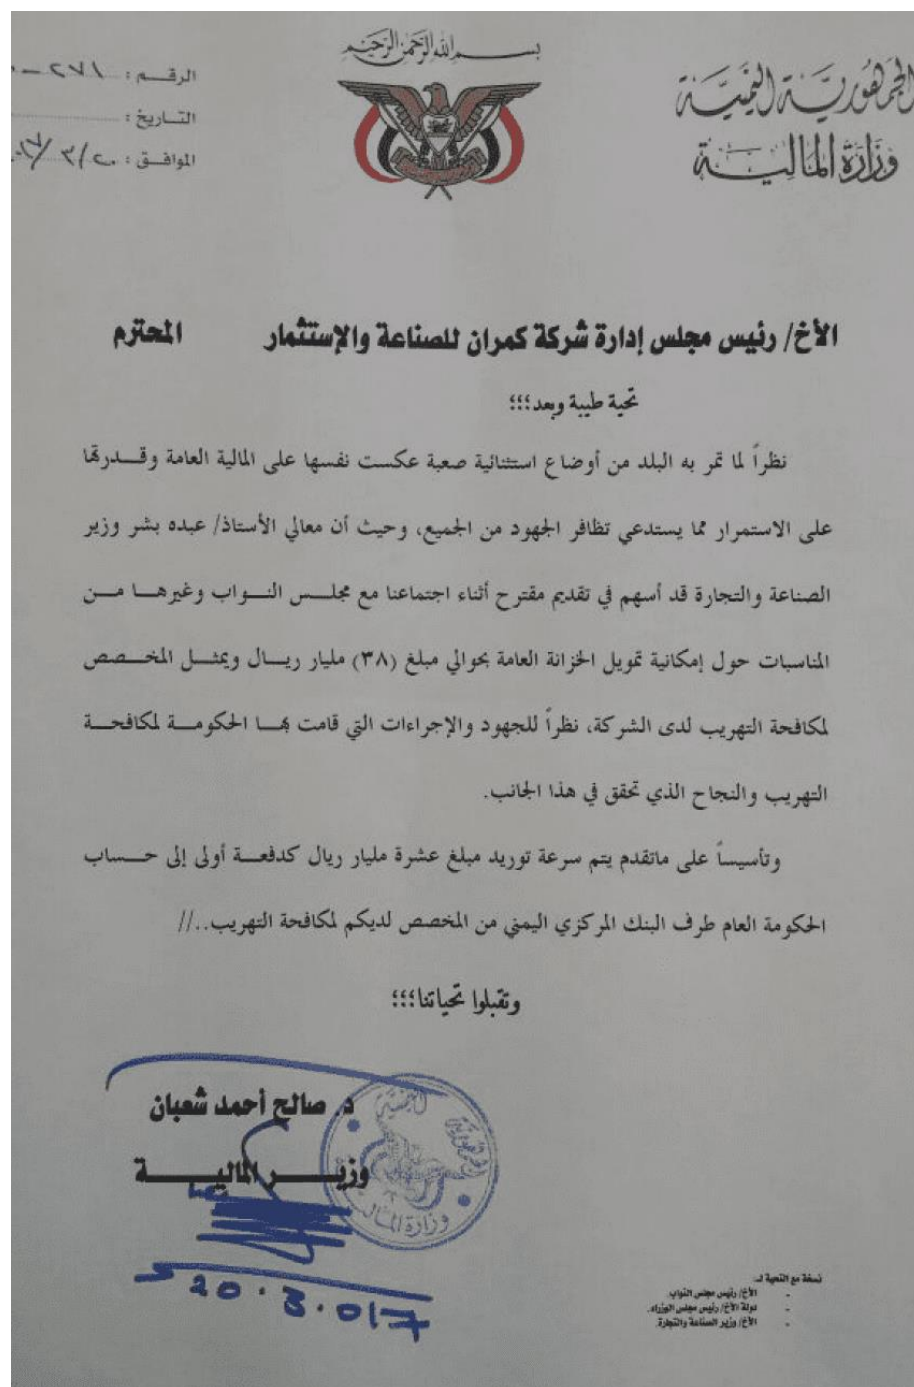 بسم الله الرحمن الرحيم
الجمهورية اليمنية
وزارة المالية
الرقم : ٢٧١ -
التاريخ :
الموافق : ٢٠/٣/
الأخ/ رئيس مجلس إدارة شركة كمران للصناعة والإستثمار المحترم
تحية طيبة وبعد؛؛؛
نظراً لما تمر به البلد من أوضاع استثنائية صعبة عكست نفسها على المالية العامة وقدرتها
على الاستمرار مما يستدعي تظافر الجهود من الجميع، وحيث أن معالي الأستاذ/ عبده بشر وزير
الصناعة والتجارة قد أسهم في تقديم مقترح أثناء اجتماعنا مع مجلس النواب وغيرها من
المناسبات حول إمكانية تمويل الخزانة العامة بحوالي مبلغ (٣٨) مليار ريال ويمثل المخصص
لمكافحة التهريب لدى الشركة، نظراً للجهود والإجراءات التي قامت بها الحكومة لمكافحة
التهريب والنجاح الذي تحقق في هذا الجانب.
وتأسيساً على ماتقدم يتم سرعة توريد مبلغ عشرة مليار ريال كدفعة أولى إلى حساب
الحكومة العام طرف البنك المركزي اليمني من المخصص لديكم لمكافحة التهريب..//
وتقبلوا تحياتنا؛؛؛
د. صالح أحمد شعبان
وزير المالية
20.3.017
نسخة مع التحية لـ:
- الأخ/ رئيس مجلس النواب.
- دولة الأخ/ رئيس مجلس الوزراء.
- الأخ/ وزير الصناعة والتجارة.